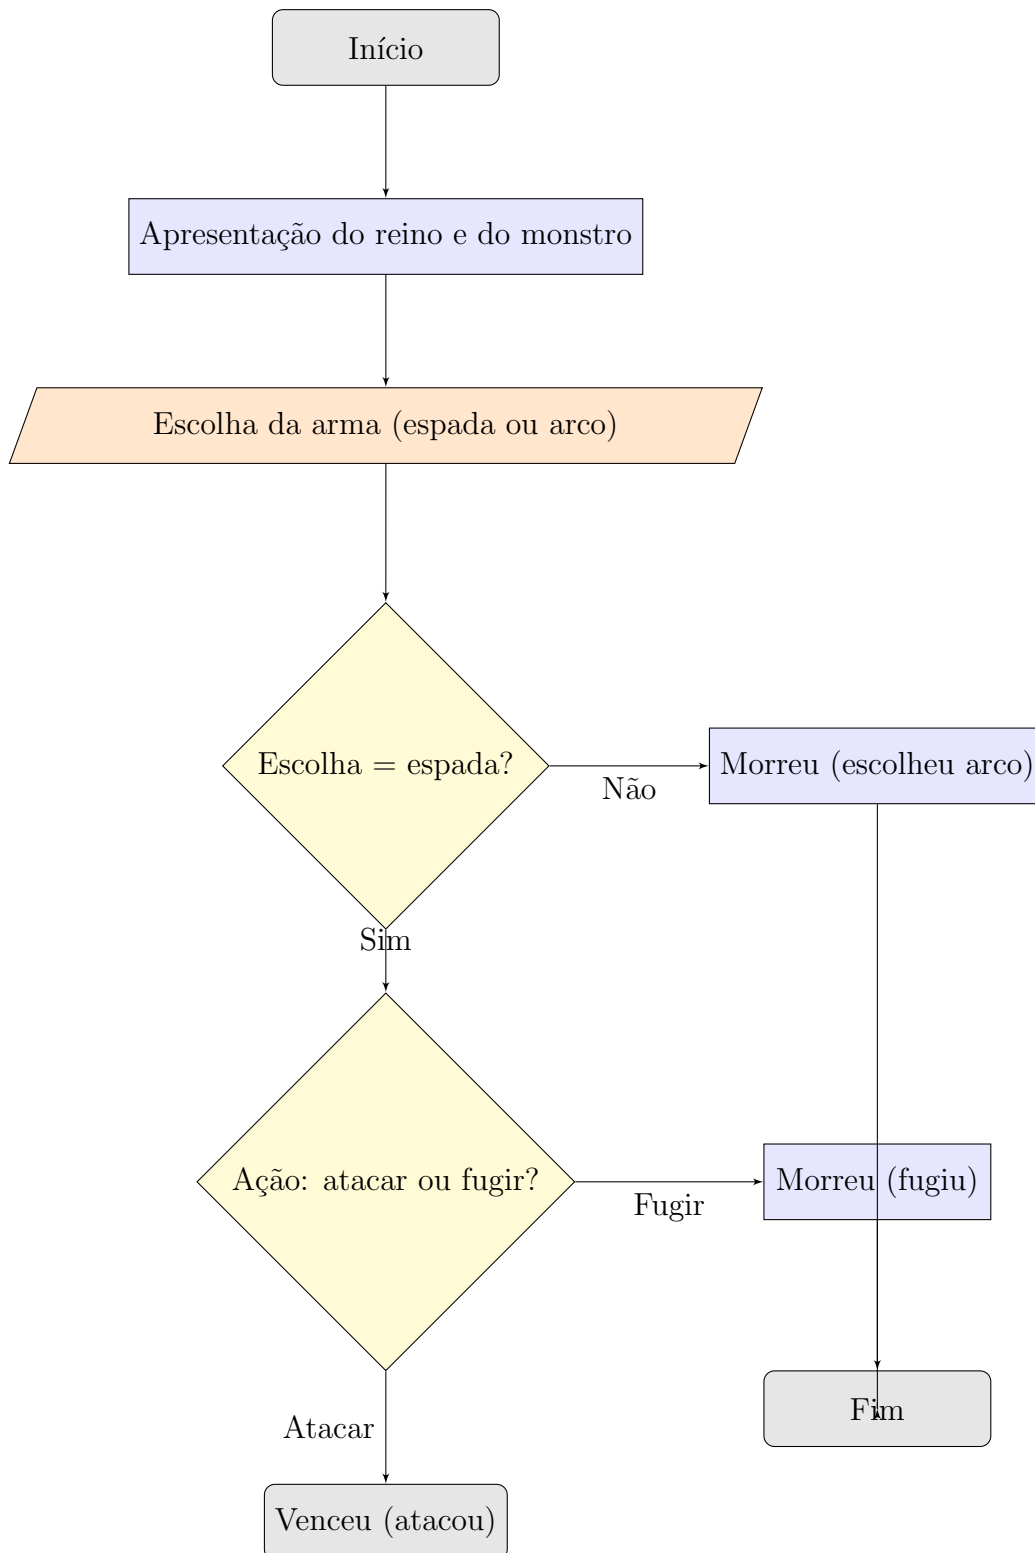 Início
Apresentação do reino e do monstro
Escolha da arma (espada ou arco)
Escolha = espada?
Não
Morreu (escolheu arco)
Sim
Ação: atacar ou fugir?
Fugir
Morreu (fugiu)
Atacar
Fim
Venceu (atacou)